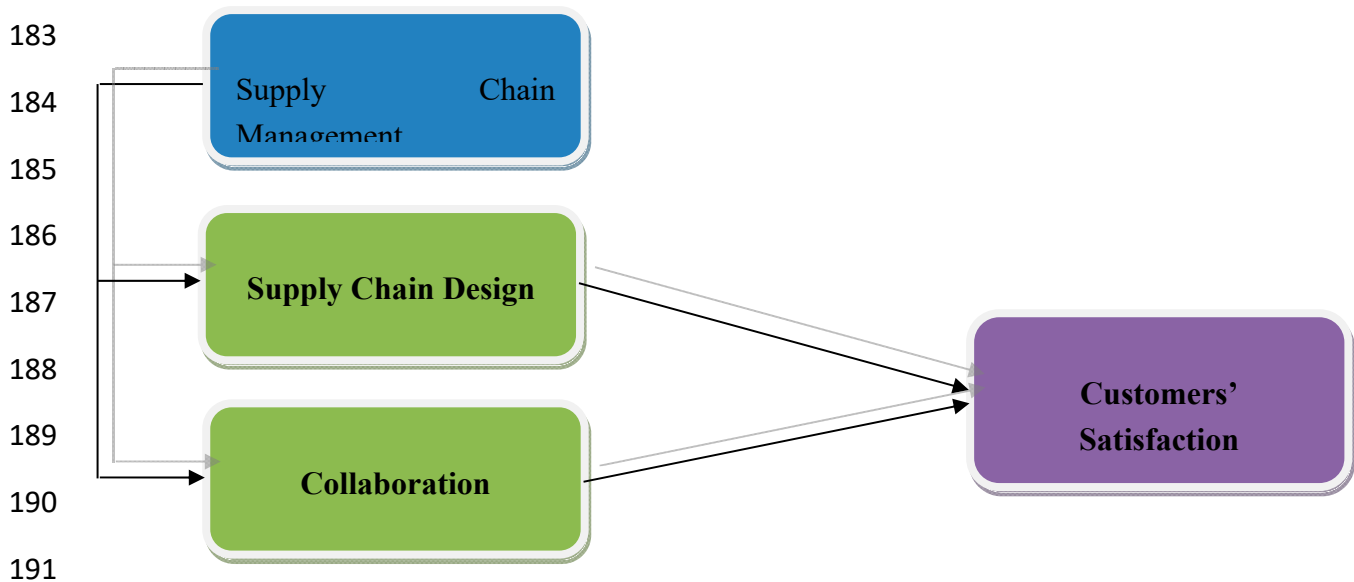 183
Supply Chain
184
Management
185
186
Supply Chain Design
187
188
Customers’
189
Satisfaction
Collaboration
190
191